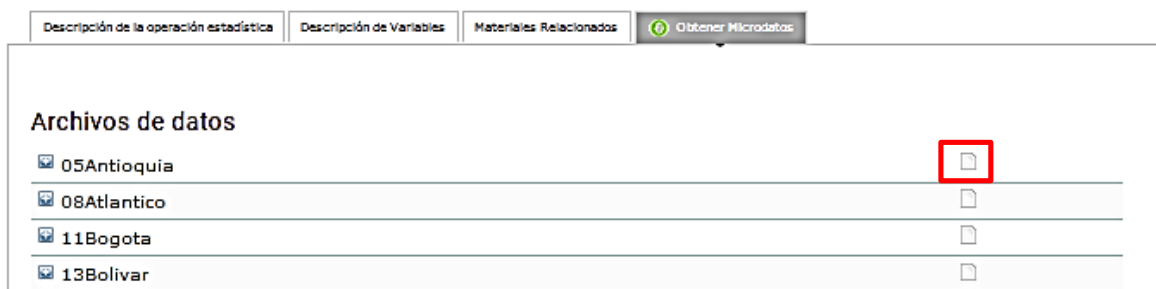 Descripción de la operación estadística Descripción de Variables Materiales Relacionados Obtener Microdatos
Archivos de datos
05Antioquia
08Atlantico
11Bogota
13Bolivar